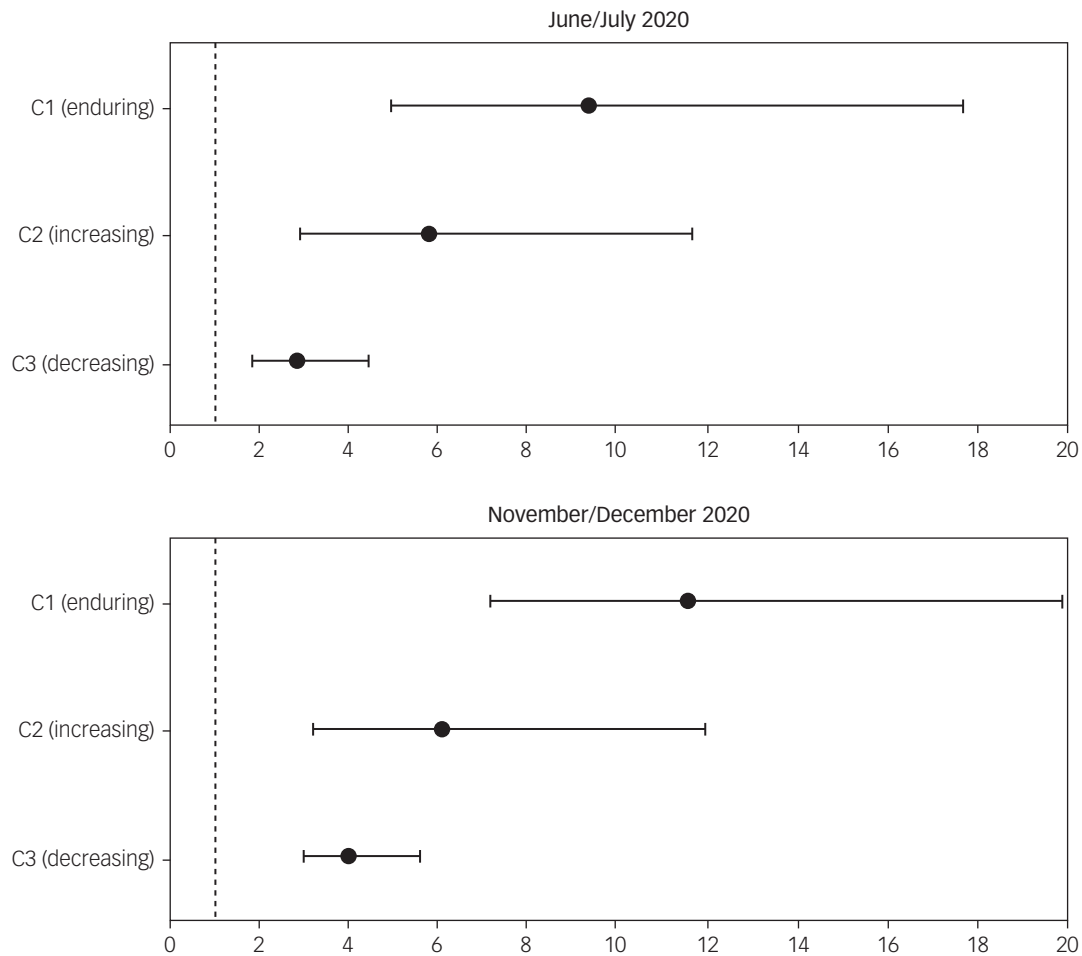 June/July 2020
C1 (enduring)
C2 (increasing)
C3 (decreasing)
0 2 4 6 8 10 12 14 16 18 20
November/December 2020
C1 (enduring)
C2 (increasing)
C3 (decreasing)
0 2 4 6 8 10 12 14 16 18 20